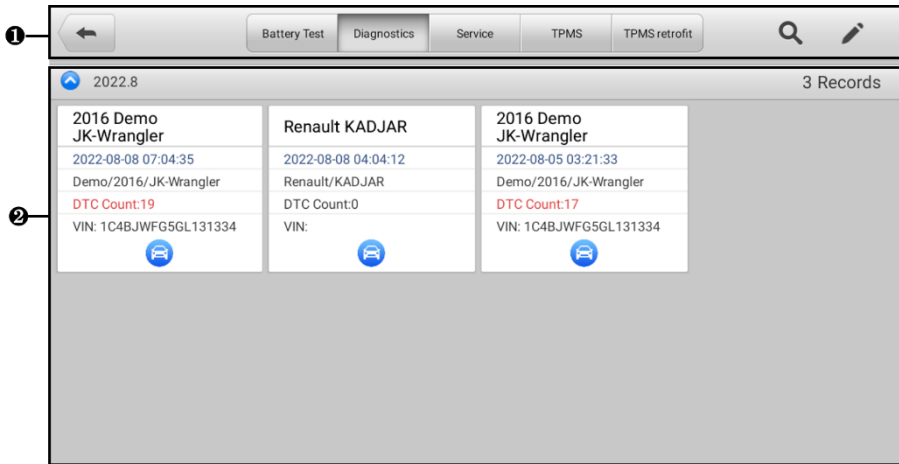 ❶
Battery Test Diagnostics Service TPMS TPMS retrofit
2022.8 3 Records
❷
2016 Demo
JK-Wrangler
2022-08-08 07:04:35
Demo/2016/JK-Wrangler
DTC Count:19
VIN: 1C4BJWFG5GL131334
Renault KADJAR
2022-08-08 04:04:12
Renault/KADJAR
DTC Count:0
VIN:
2016 Demo
JK-Wrangler
2022-08-05 03:21:33
Demo/2016/JK-Wrangler
DTC Count:17
VIN: 1C4BJWFG5GL131334